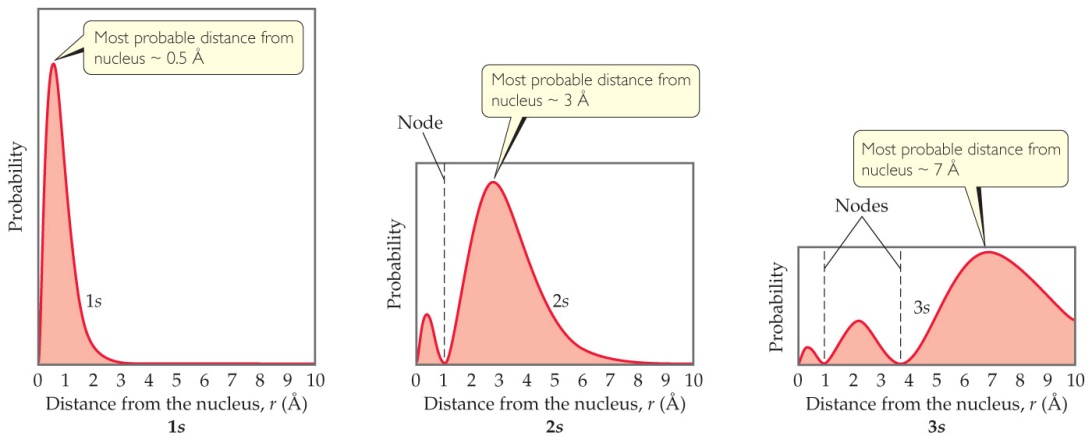 Most probable distance from
nucleus ~ 0.5 Å
Probability
1s
0 1 2 3 4 5 6 7 8 9 10
Distance from the nucleus, r (Å)
1s
Most probable distance from
nucleus ~ 3 Å
Node
Probability
2s
0 1 2 3 4 5 6 7 8 9 10
Distance from the nucleus, r (Å)
2s
Most probable distance from
nucleus ~ 7 Å
Nodes
Probability
3s
0 1 2 3 4 5 6 7 8 9 10
Distance from the nucleus, r (Å)
3s